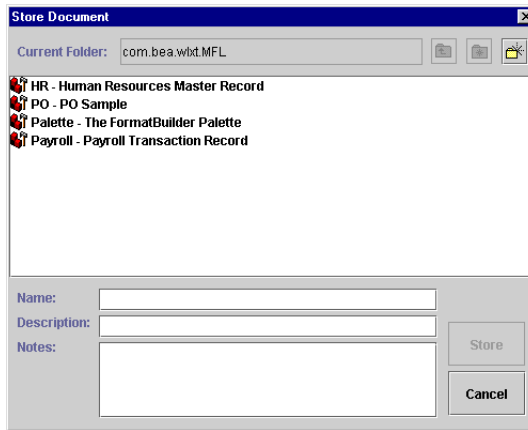 Store Document
Current Folder: com.bea.wlxt.MFL
HR - Human Resources Master Record
PO - PO Sample
Palette - The FormatBuilder Palette
Payroll - Payroll Transaction Record
Name:
Description:
Notes:
Store
Cancel